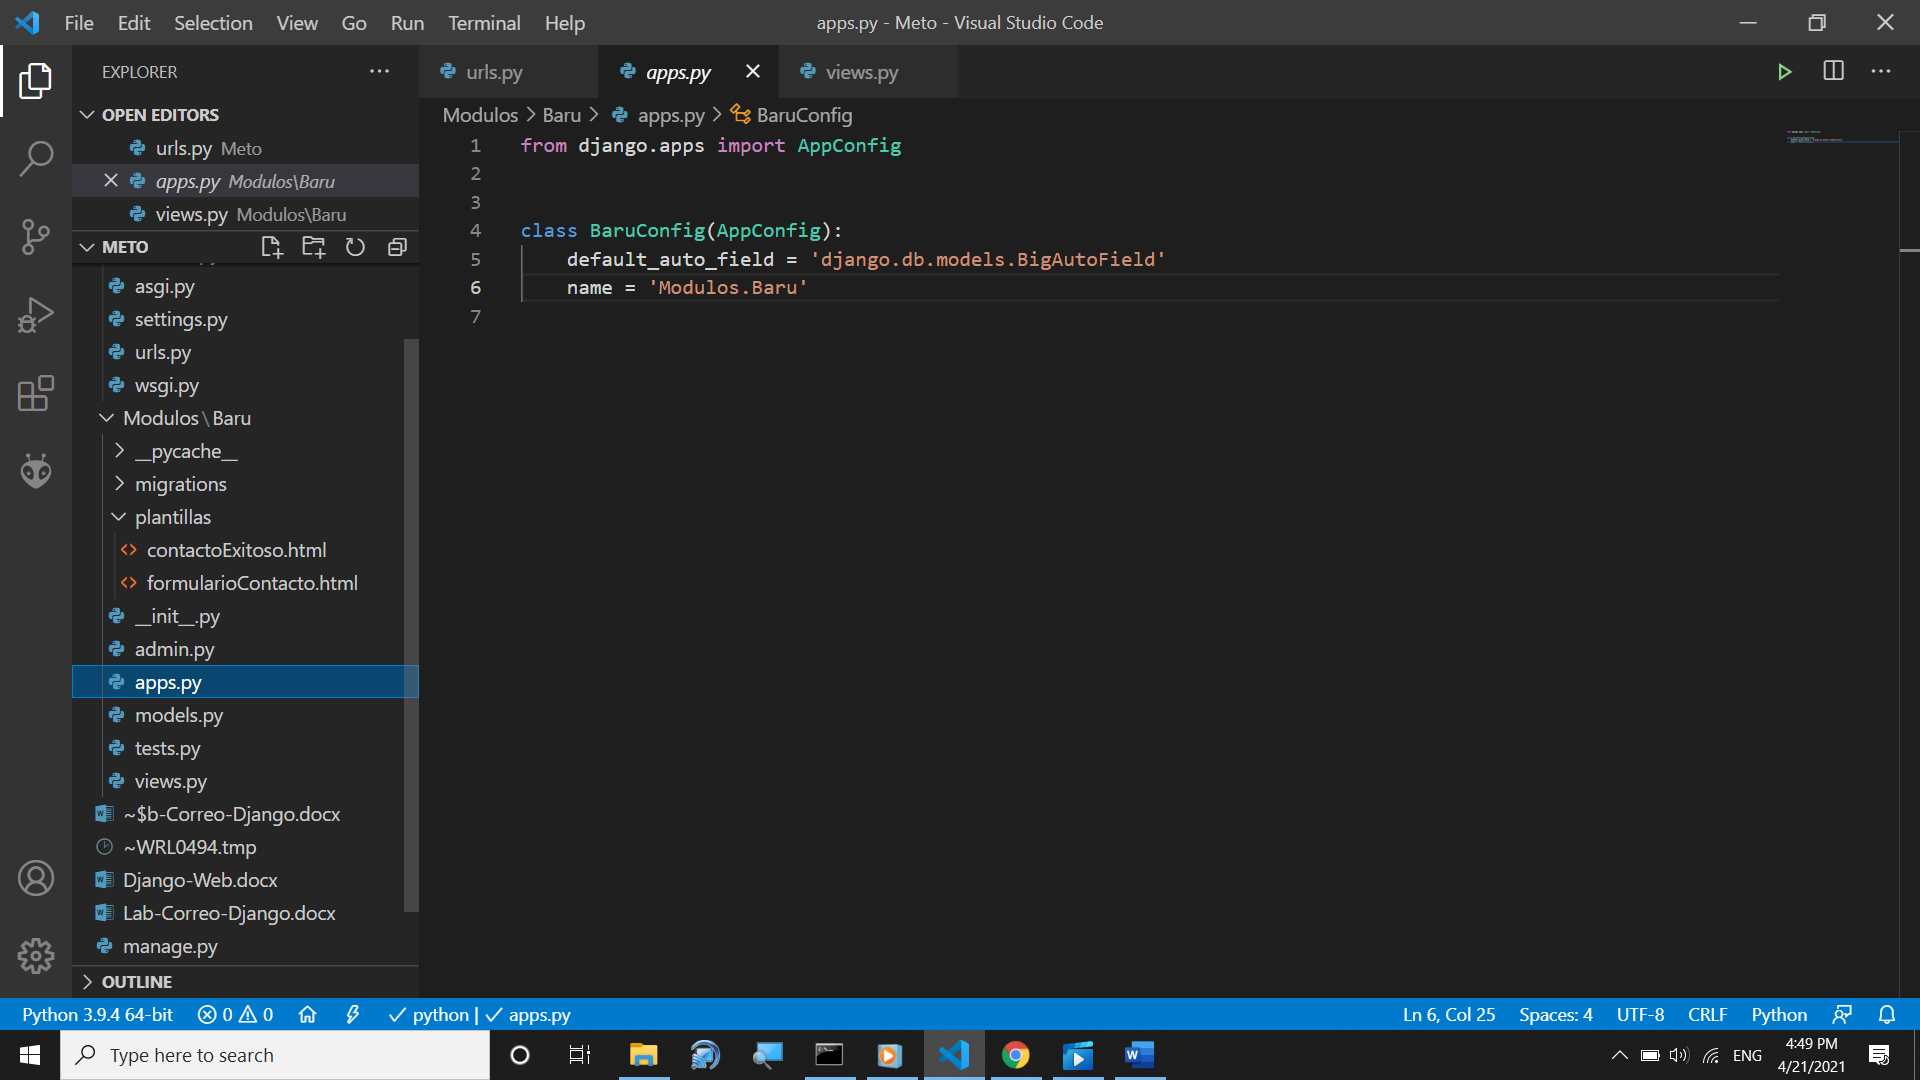 File Edit Selection View Go Run Terminal Help
apps.py - Meto - Visual Studio Code
EXPLORER
OPEN EDITORS
urls.py Meto
apps.py Modulos\Baru
views.py Modulos\Baru
METO
asgi.py
settings.py
urls.py
wsgi.py
Modulos\Baru
__pycache__
migrations
plantillas
contactoExitoso.html
formularioContacto.html
__init__.py
admin.py
apps.py
models.py
tests.py
views.py
~$b-Correo-Django.docx
~WRL0494.tmp
Django-Web.docx
Lab-Correo-Django.docx
manage.py
OUTLINE
urls.py apps.py views.py
Modulos > Baru > apps.py > BaruConfig
1 from django.apps import AppConfig
2
3
4 class BaruConfig(AppConfig):
5 default_auto_field = 'django.db.models.BigAutoField'
6 name = 'Modulos.Baru'
7
Python 3.9.4 64-bit 0 0 python | apps.py Ln 6, Col 25 Spaces: 4 UTF-8 CRLF Python
Type here to search
ENG
4:49 PM
4/21/2021